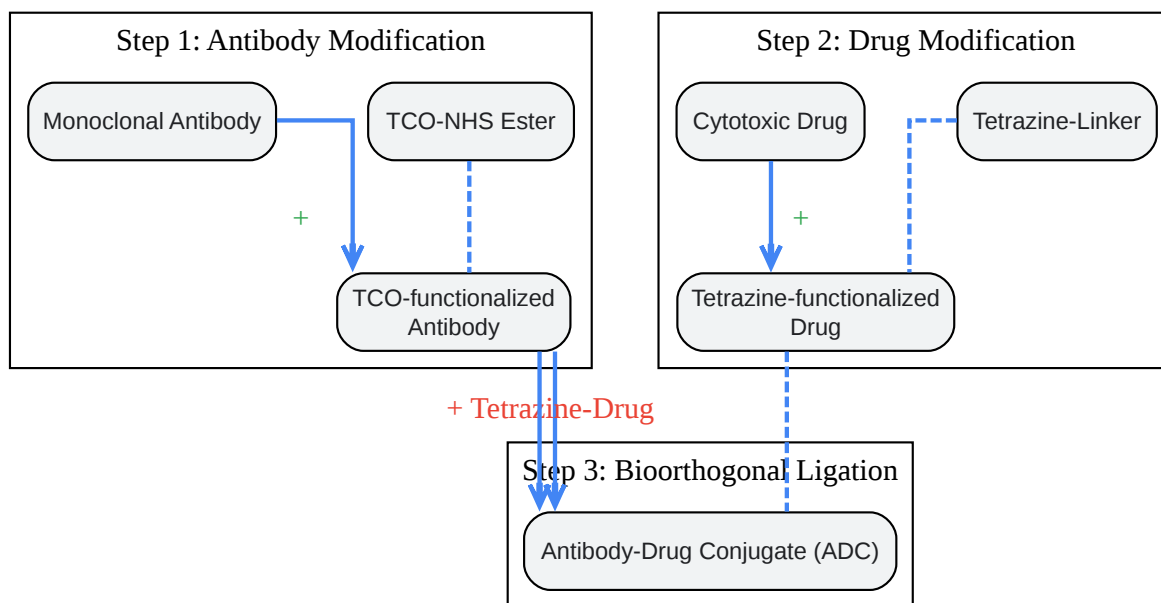 Step 1: Antibody Modification
Monoclonal Antibody
TCO-NHS Ester
+
TCO-functionalized
Antibody
Step 2: Drug Modification
Cytotoxic Drug
Tetrazine-Linker
+
Tetrazine-functionalized
Drug
+ Tetrazine-Drug
Step 3: Bioorthogonal Ligation
Antibody-Drug Conjugate (ADC)